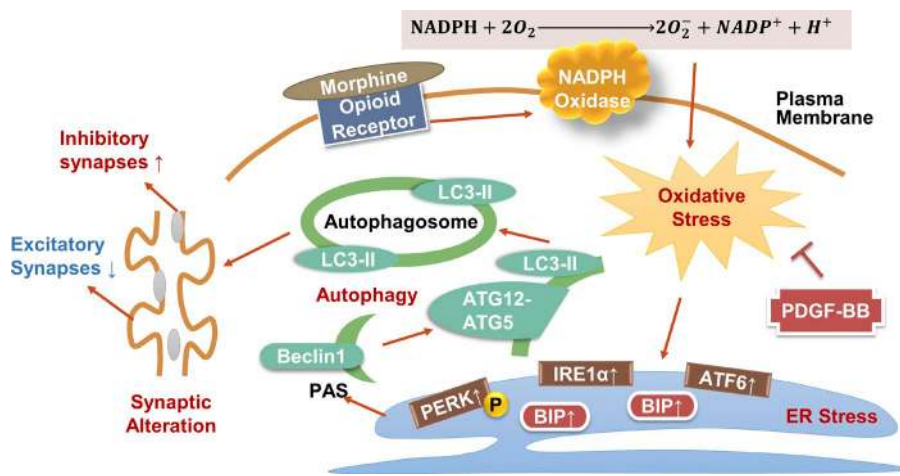 NADPH + 2O₂ ⟶ 2O₂⁻ + NADP⁺ + H⁺
Morphine
Opioid
Receptor
NADPH
Oxidase
Plasma
Membrane
Inhibitory
synapses ↑
LC3-II
Autophagosome
LC3-II
Oxidative
Stress
Excitatory
Synapses ↓
LC3-II
Autophagy
ATG12-
ATG5
PDGF-BB
Beclin1
PAS
IRE1α↑
ATF6↑
PERK↑
P
BIP↑
BIP↑
ER Stress
Synaptic
Alteration